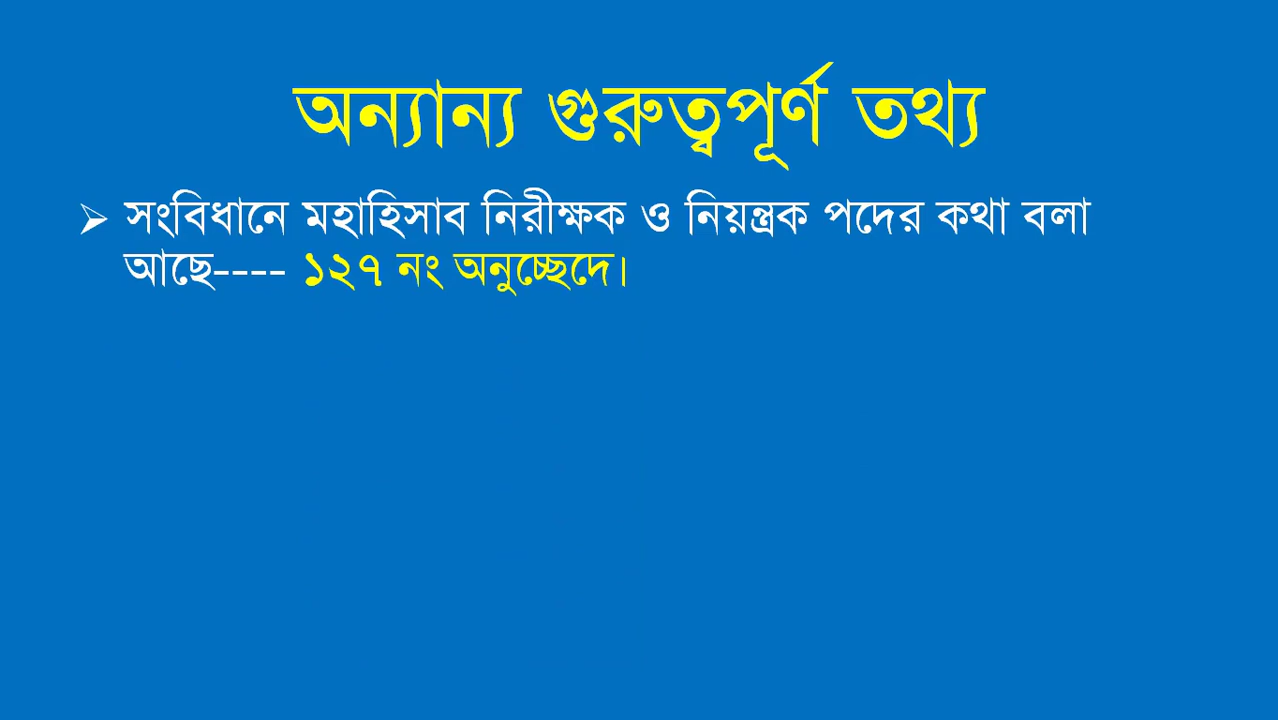 অন্যান্য গুরুত্বপূর্ণ তথ্য
➢ সংবিধানে মহাহিসাব নিরীক্ষক ও নিয়ন্ত্রক পদের কথা বলা
আছে---- ১২৭ নং অনুচ্ছেদে।